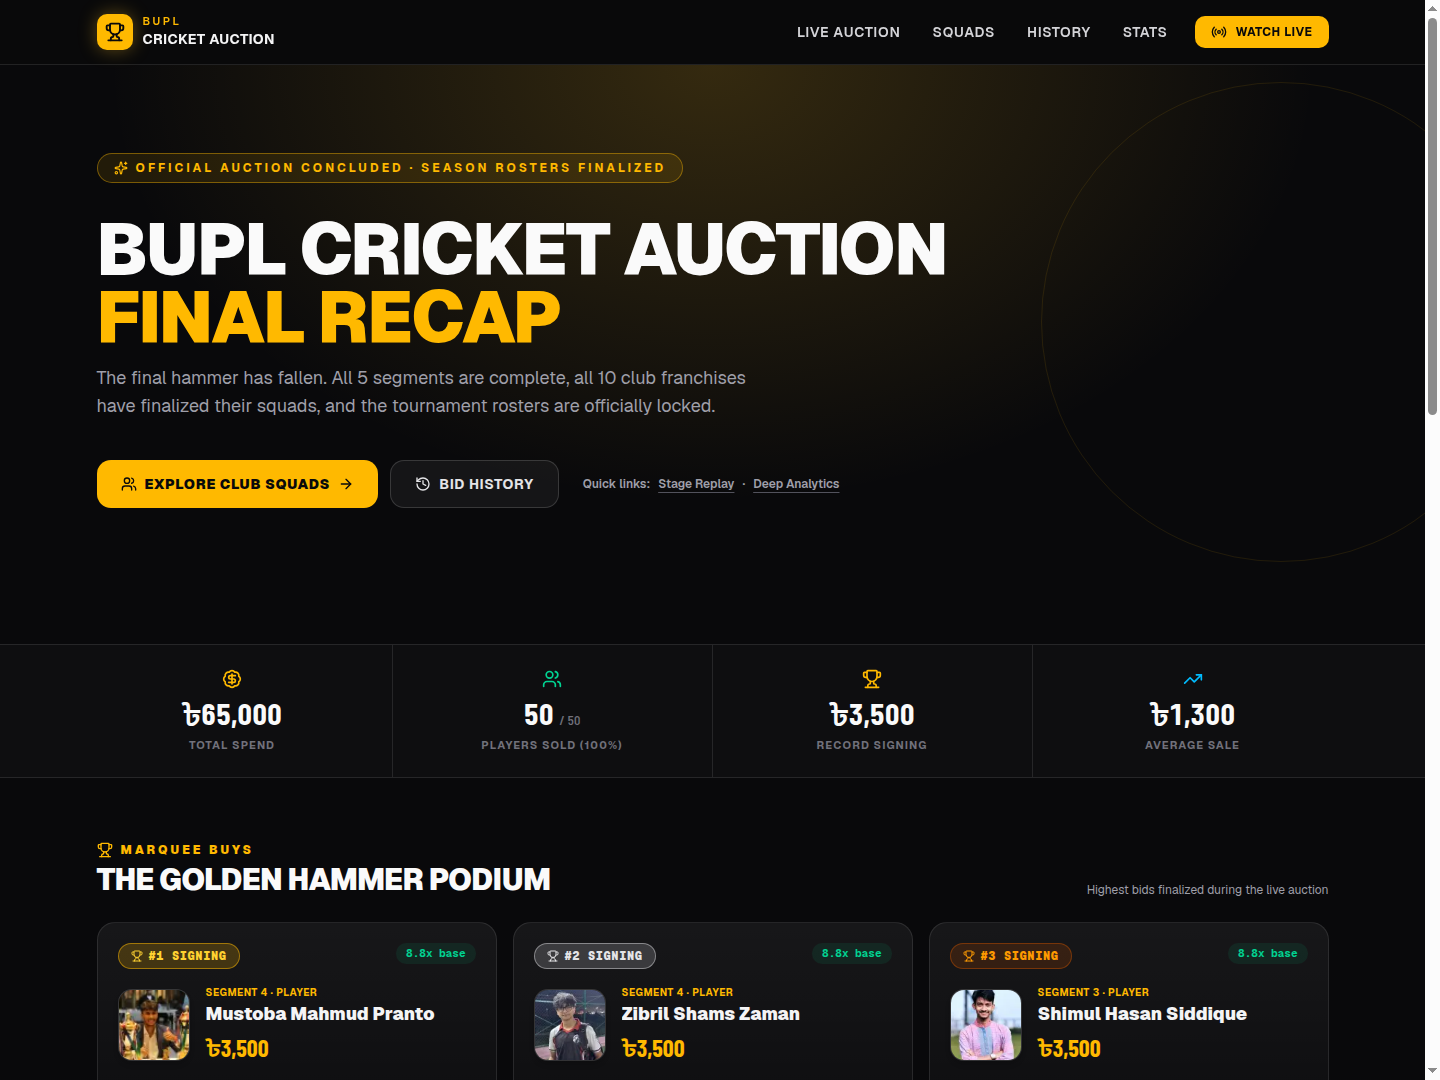 BUPL
CRICKET AUCTION
LIVE AUCTION
SQUADS
HISTORY
STATS
WATCH LIVE
OFFICIAL AUCTION CONCLUDED · SEASON ROSTERS FINALIZED
BUPL CRICKET AUCTION
FINAL RECAP
The final hammer has fallen. All 5 segments are complete, all 10 club franchises
have finalized their squads, and the tournament rosters are officially locked.
EXPLORE CLUB SQUADS
BID HISTORY
Quick links: Stage Replay · Deep Analytics
৳65,000
TOTAL SPEND
50 / 50
PLAYERS SOLD (100%)
৳3,500
RECORD SIGNING
৳1,300
AVERAGE SALE
MARQUEE BUYS
THE GOLDEN HAMMER PODIUM
Highest bids finalized during the live auction
#1 SIGNING
8.8x base
SEGMENT 4 · PLAYER
Mustoba Mahmud Pranto
৳3,500
#2 SIGNING
8.8x base
SEGMENT 4 · PLAYER
Zibril Shams Zaman
৳3,500
#3 SIGNING
8.8x base
SEGMENT 3 · PLAYER
Shimul Hasan Siddique
৳3,500